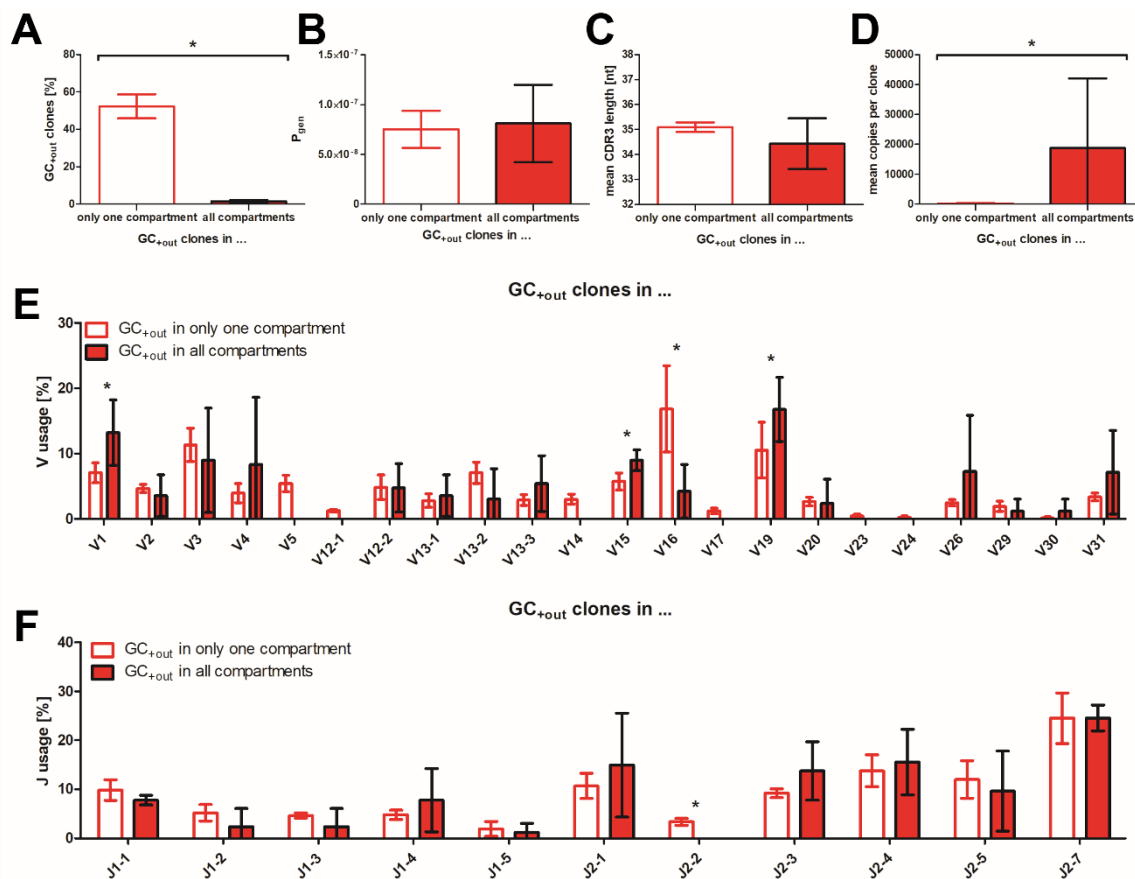 A
GC+out clones [%]
80
60
40
20
0
*
only one compartment all compartments
GC+out clones in ...
B
Pgen
1.5×10-7
1.0×10-7
5.0×10-8
0
only one compartment all compartments
GC+out clones in ...
C
mean CDR3 length [nt]
38
37
36
35
34
33
32
only one compartment all compartments
GC+out clones in ...
D
mean copies per clone
50000
40000
30000
20000
10000
0
*
only one compartment all compartments
GC+out clones in ...
E
GC+out clones in ...
GC+out in only one compartment
GC+out in all compartments
V usage [%]
30
20
10
0
* * * *
V1 V2 V3 V4 V5 V12-1 V12-2 V13-1 V13-2 V13-3 V14 V15 V16 V17 V19 V20 V23 V24 V26 V29 V30 V31
F
GC+out clones in ...
GC+out in only one compartment
GC+out in all compartments
J usage [%]
40
30
20
10
0
*
J1-1 J1-2 J1-3 J1-4 J1-5 J2-1 J2-2 J2-3 J2-4 J2-5 J2-7